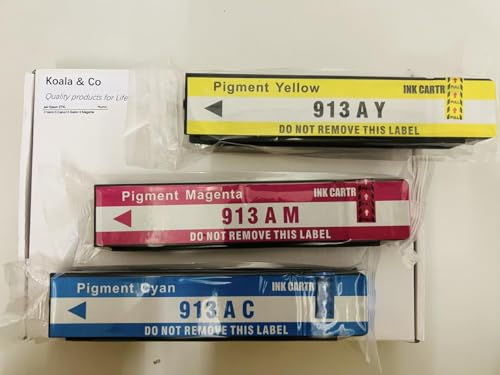 Koala & Co
Quality products for Life
Pigment Yellow
INK CARTR
913 A Y
DO NOT REMOVE THIS LABEL
Pigment Magenta
INK CARTR
913 A M
DO NOT REMOVE THIS LABEL
Pigment Cyan
INK CARTR
913 A C
DO NOT REMOVE THIS LABEL